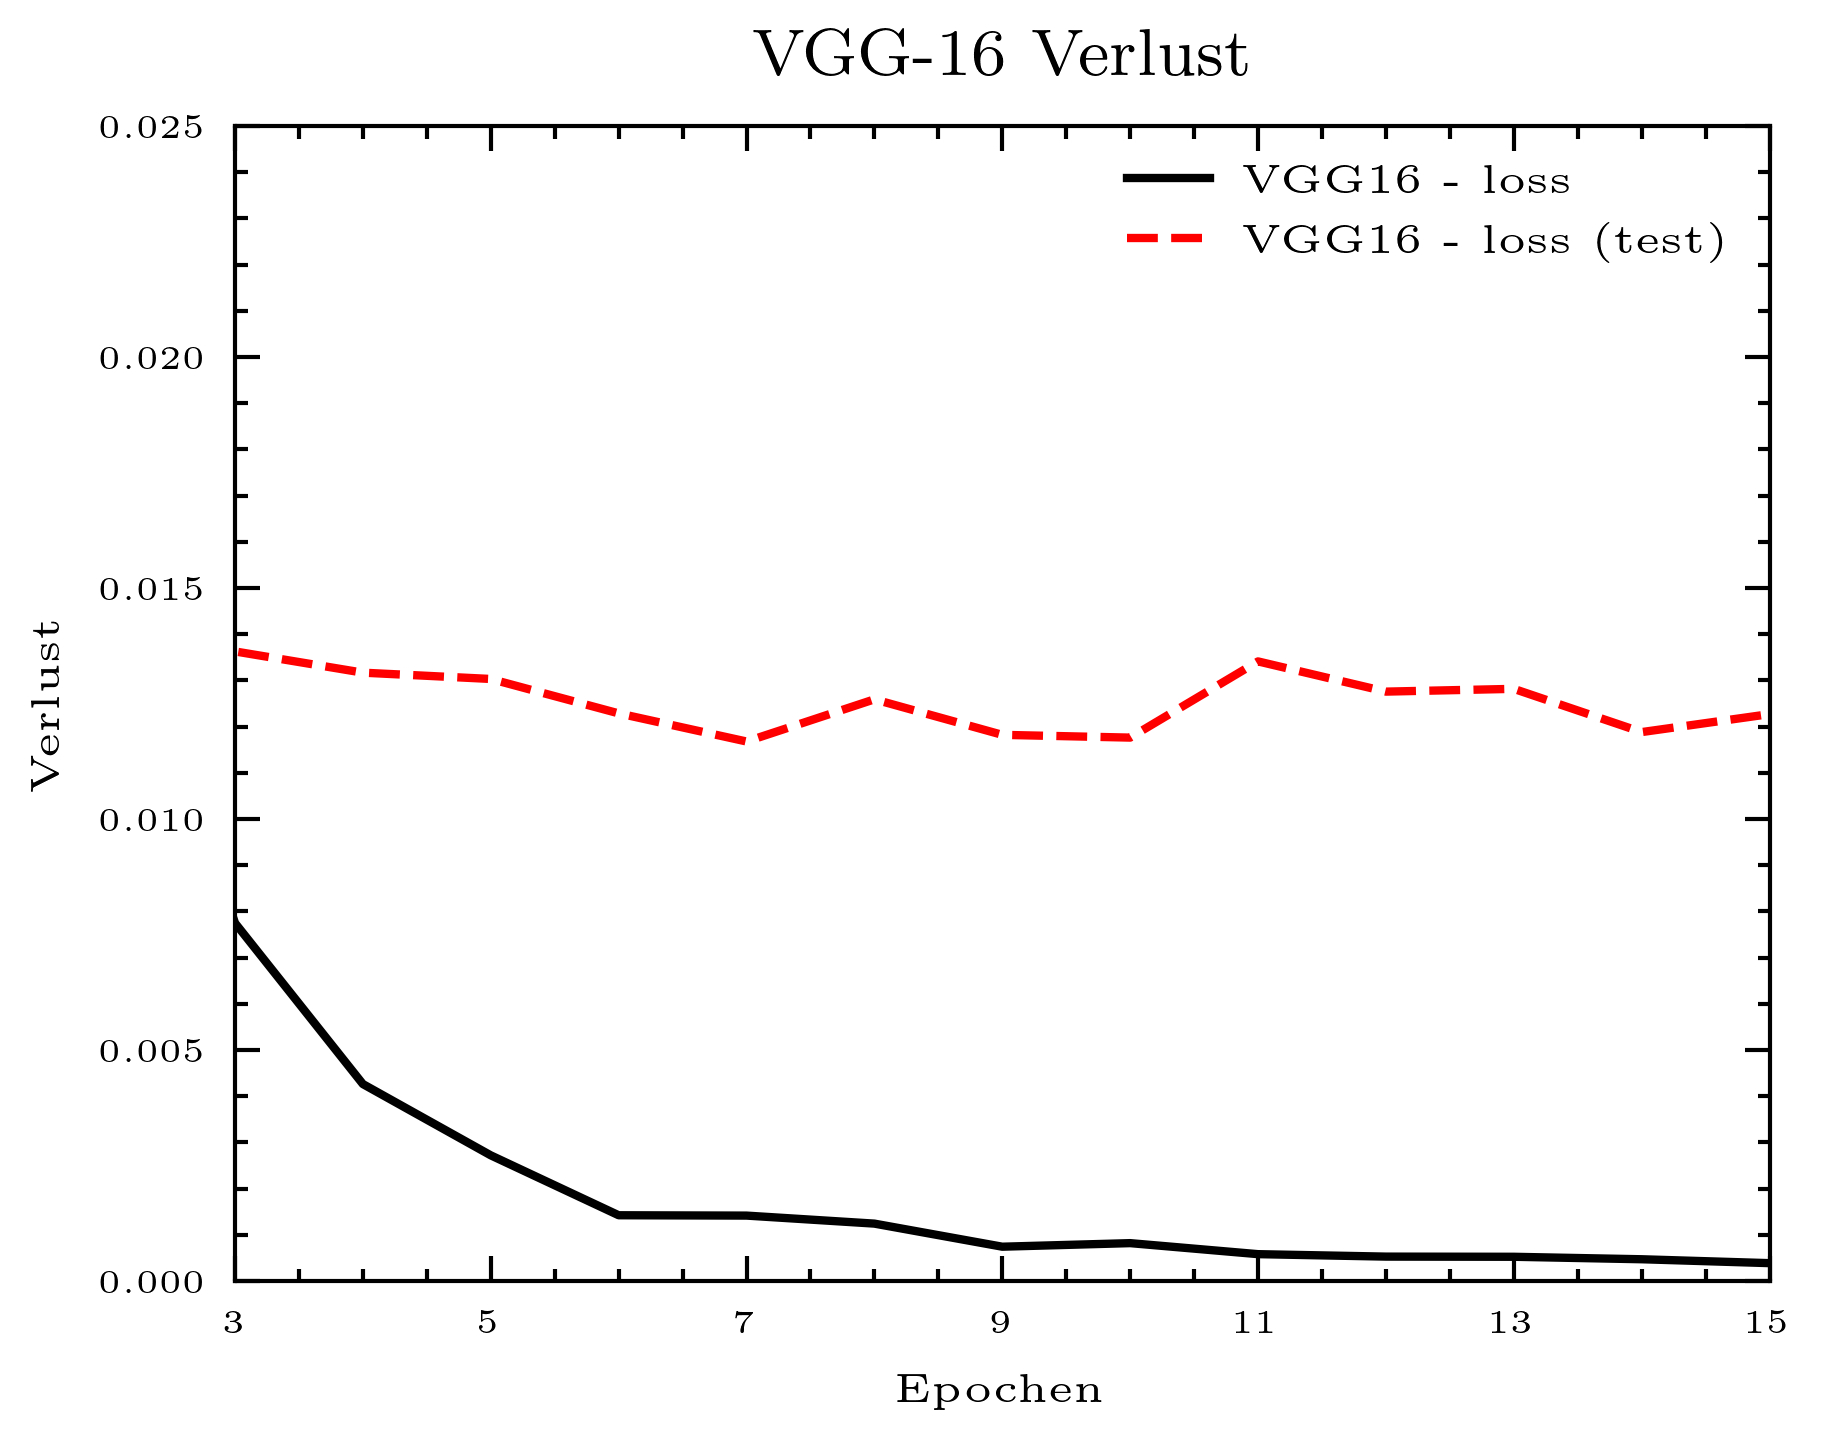 VGG-16 Verlust
VGG16 - loss
VGG16 - loss (test)
0.025
0.020
0.015
0.010
0.005
0.000
Verlust
3 5 7 9 11 13 15
Epochen